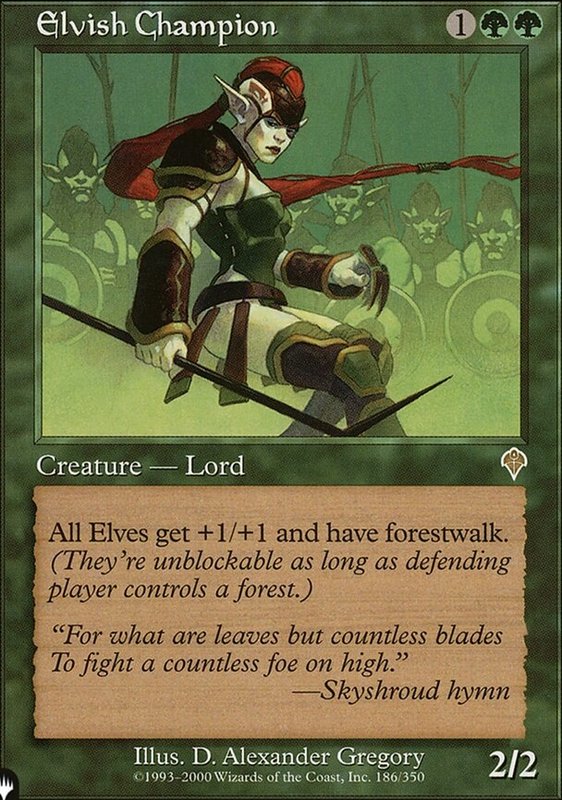 Elvish Champion 1
Creature — Lord
All Elves get +1/+1 and have forestwalk.
(They're unblockable as long as defending
player controls a forest.)
“For what are leaves but countless blades
To fight a countless foe on high.”
—Skyshroud hymn
Illus. D. Alexander Gregory
©1993–2000 Wizards of the Coast, Inc. 186/350
2/2